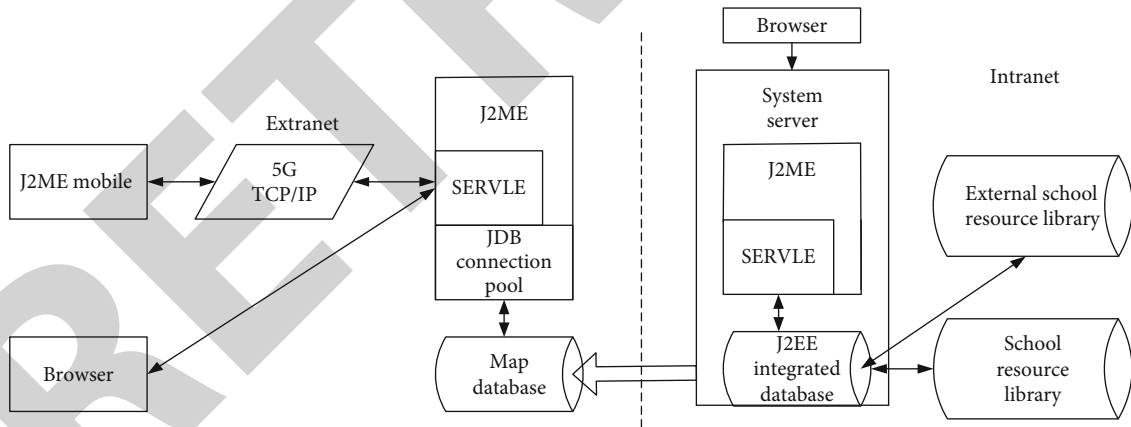 Browser
Intranet
System
server
J2ME
Extranet
J2ME mobile
5G
TCP/IP
SERVLE
JDB
connection
pool
J2ME
SERVLE
External school
resource library
Browser
Map
database
J2EE
integrated
database
School
resource
library
RETR